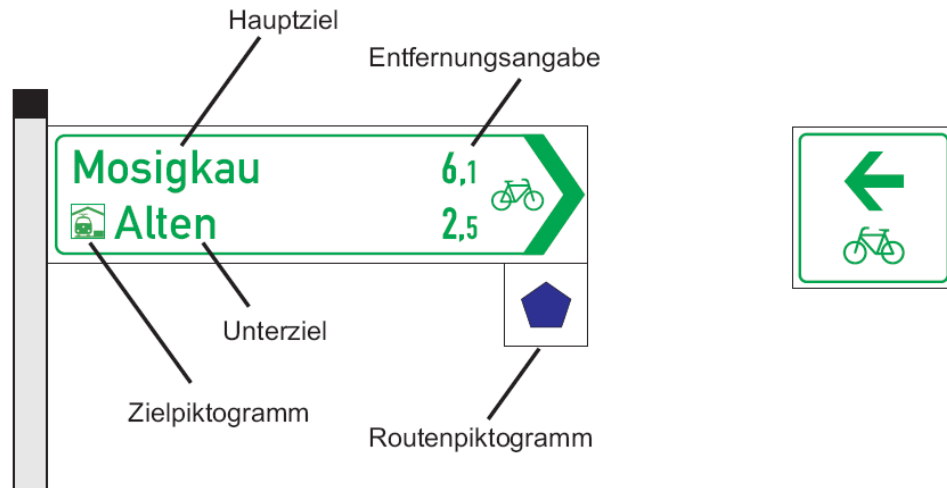 Hauptziel
Entfernungsangabe
Mosigkau 6,1
Alten 2,5
Unterziel
Zielpiktogramm
Routenpiktogramm